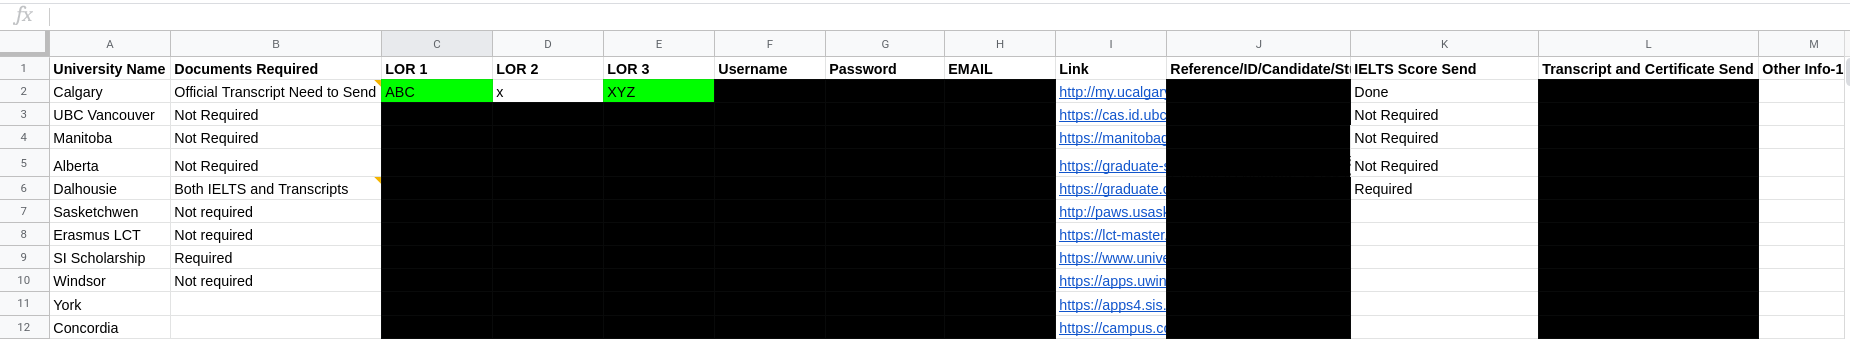 fx
A B C D E F G H I J K L M
1 University Name Documents Required LOR 1 LOR 2 LOR 3 Username Password EMAIL Link Reference/ID/Candidate/St IELTS Score Send Transcript and Certificate Send Other Info-1
2 Calgary Official Transcript Need to Send ABC x XYZ http://my.ucalgary Done
3 UBC Vancouver Not Required https://cas.id.ubc Not Required
4 Manitoba Not Required https://manitoba Not Required
5 Alberta Not Required https://graduate-s Not Required
6 Dalhousie Both IELTS and Transcripts https://graduate. Required
7 Sasketchwen Not required http://paws.usask
8 Erasmus LCT Not required https://lct-master
9 SI Scholarship Required https://www.unive
10 Windsor Not required https://apps.uwin
11 York https://apps4.sis.
12 Concordia https://campus.co